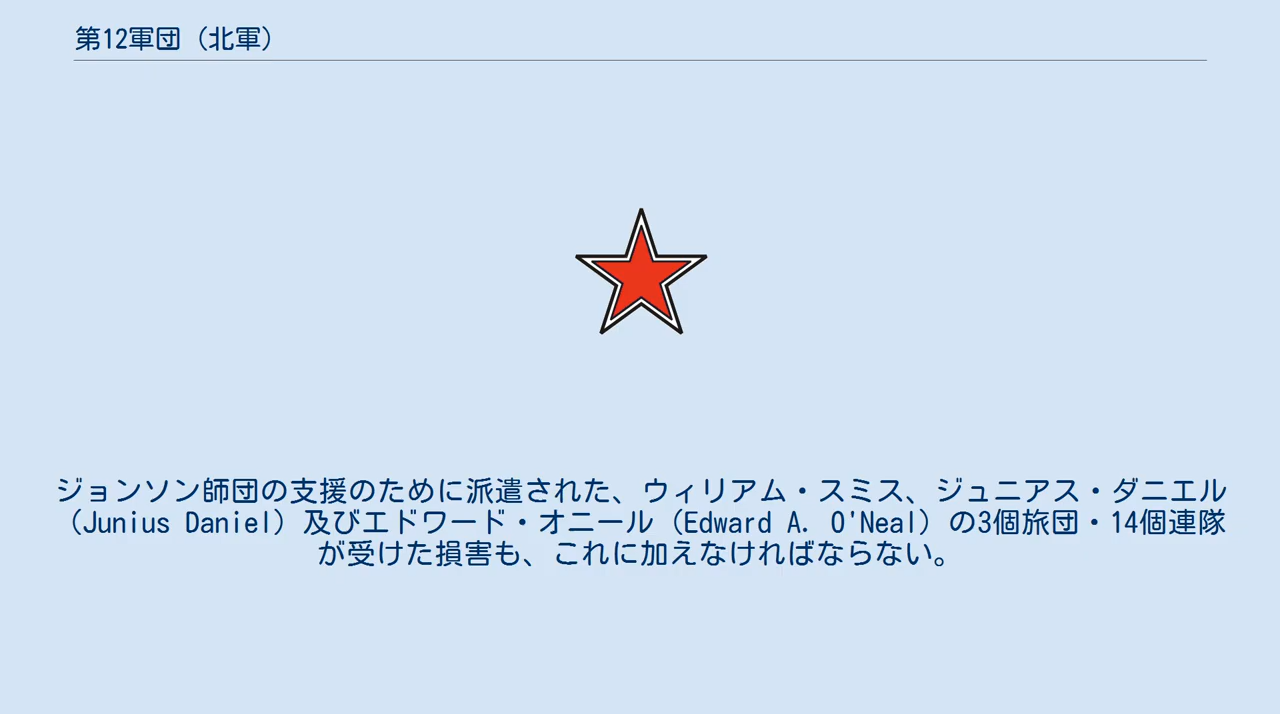 第12軍団（北軍）
ジョンソン師団の支援のために派遣された、ウィリアム・スミス、ジュニアス・ダニエル
（Junius Daniel）及びエドワード・オニール（Edward A. O'Neal）の3個旅団・14個連隊
が受けた損害も、これに加えなければならない。